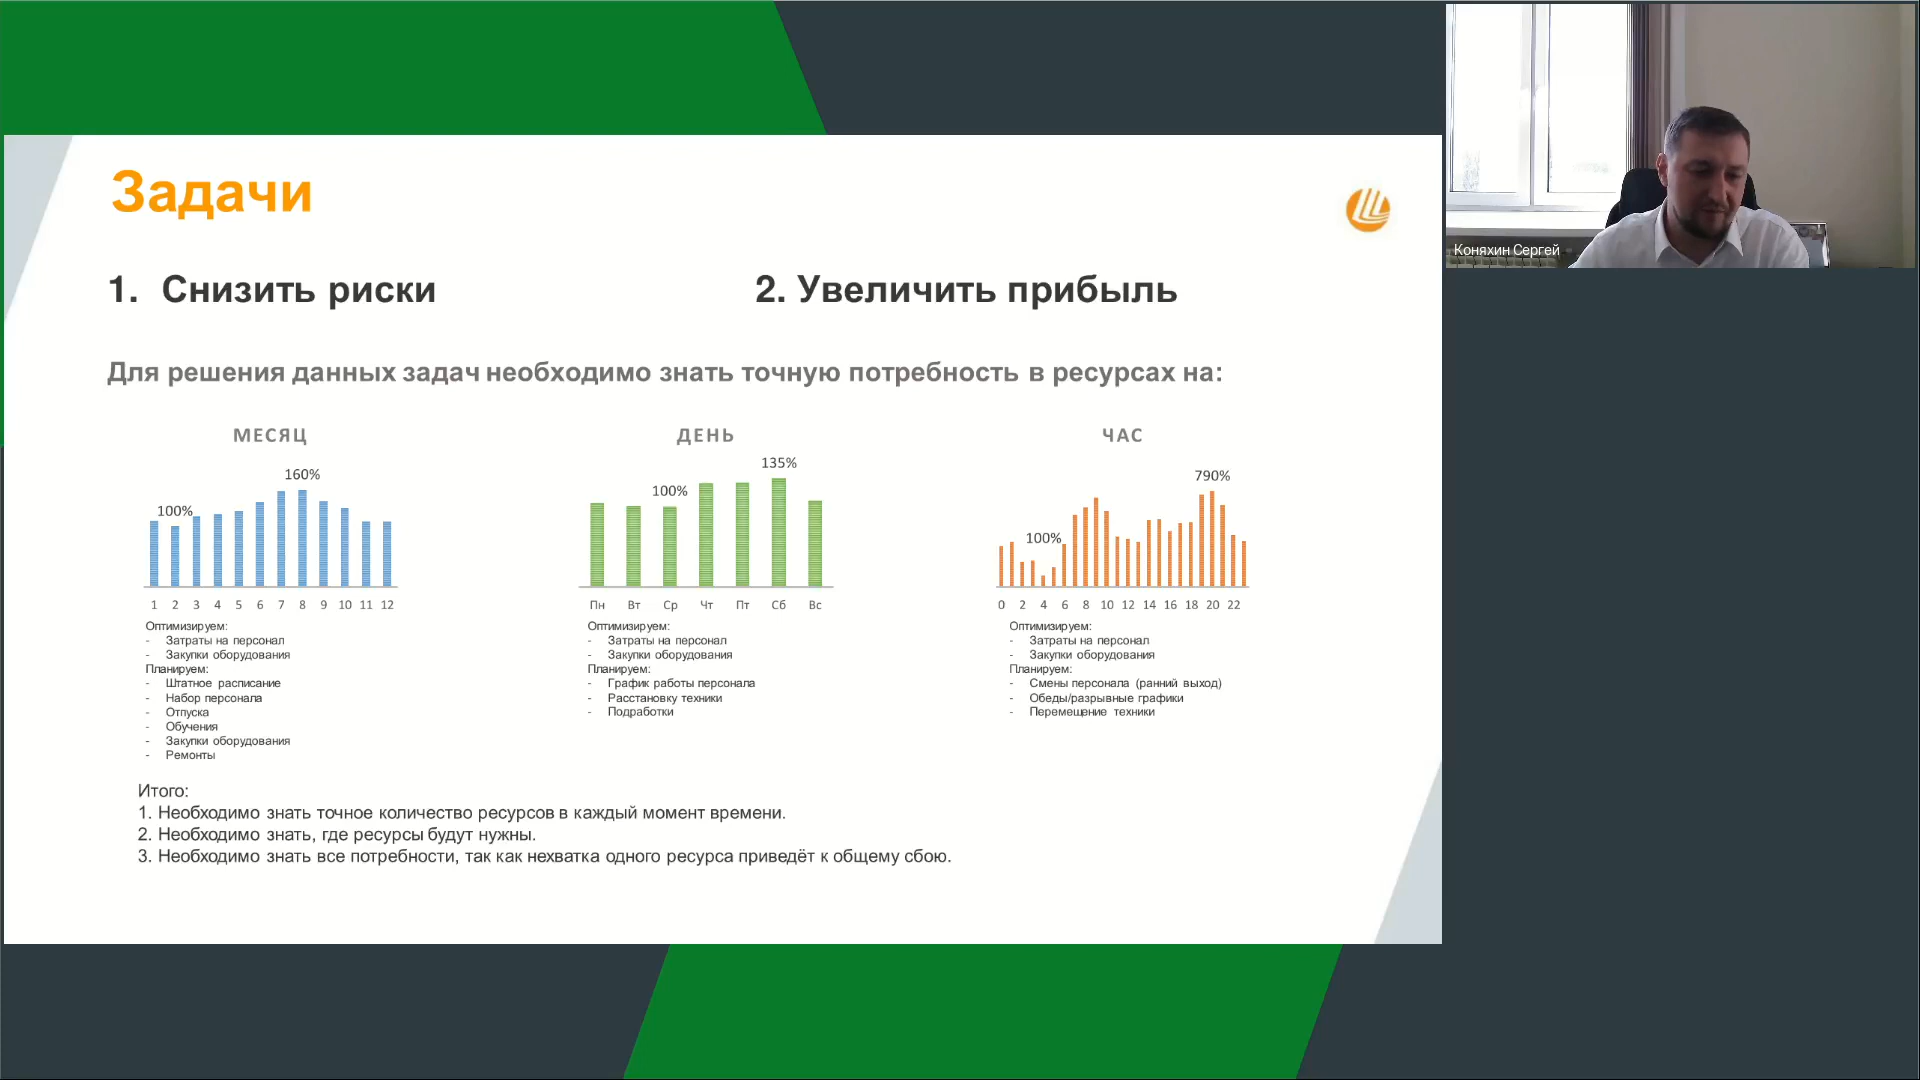 Задачи
1. Снизить риски
2. Увеличить прибыль
Для решения данных задач необходимо знать точную потребность в ресурсах на:
МЕСЯЦ
100%
160%
1 2 3 4 5 6 7 8 9 10 11 12
Оптимизируем:
- Затраты на персонал
- Закупки оборудования
Планируем:
- Штатное расписание
- Набор персонала
- Отпуска
- Обучения
- Закупки оборудования
- Ремонты
ДЕНЬ
100%
135%
Пн Вт Ср Чт Пт Сб Вс
Оптимизируем:
- Затраты на персонал
- Закупки оборудования
Планируем:
- График работы персонала
- Расстановку техники
- Подработки
ЧАС
100%
790%
0 2 4 6 8 10 12 14 16 18 20 22
Оптимизируем:
- Затраты на персонал
- Закупки оборудования
Планируем:
- Смены персонала (ранний выход)
- Обеды/разрывные графики
- Перемещение техники
Итого:
1. Необходимо знать точное количество ресурсов в каждый момент времени.
2. Необходимо знать, где ресурсы будут нужны.
3. Необходимо знать все потребности, так как нехватка одного ресурса приведёт к общему сбою.
Коняхин Сергей